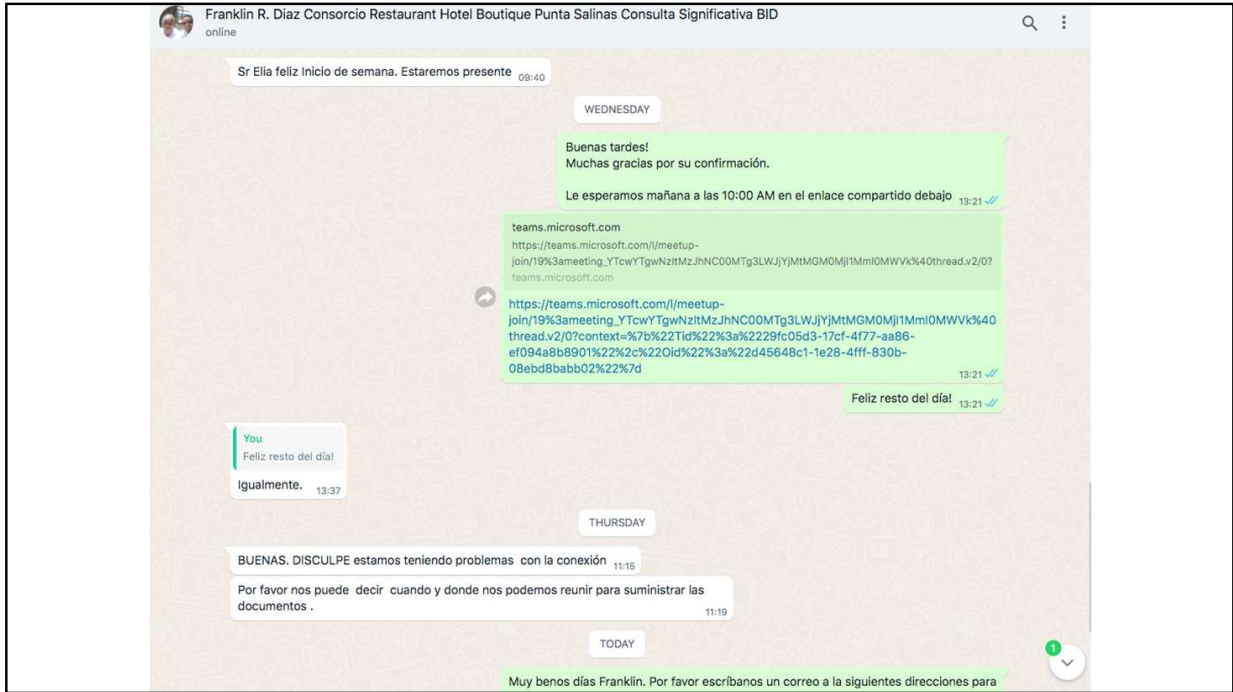 Franklin R. Diaz Consorcio Restaurant Hotel Boutique Punta Salinas Consulta Significativa BID
online
Sr Elia feliz Inicio de semana. Estaremos presente 09:40
WEDNESDAY
Buenas tardes!
Muchas gracias por su confirmación.
Le esperamos mañana a las 10:00 AM en el enlace compartido debajo 13:21
teams.microsoft.com
https://teams.microsoft.com/l/meetup-
join/19%3ameeting_YTcwYTgwNzItMzJhNC00MTg3LWJjYjMtMGM0MjI1MmI0MWVk%40thread.v2/0?
teams.microsoft.com
https://teams.microsoft.com/l/meetup-
join/19%3ameeting_YTcwYTgwNzItMzJhNC00MTg3LWJjYjMtMGM0MjI1MmI0MWVk%40
thread.v2/0?context=%7b%22Tid%22%3a%2229fc05d3-17cf-4f77-aa86-
ef094a8b8901%22%2c%22Oid%22%3a%22d45648c1-1e28-4fff-830b-
08ebd8babb02%22%7d
13:21
Feliz resto del día! 13:21
You
Feliz resto del día!
Igualmente. 13:37
THURSDAY
BUENAS. DISCULPE estamos teniendo problemas con la conexión 11:15
Por favor nos puede decir cuando y donde nos podemos reunir para suministrar las
documentos .
11:19
TODAY
1
Muy benos días Franklin. Por favor escríbanos un correo a la siguientes direcciones para